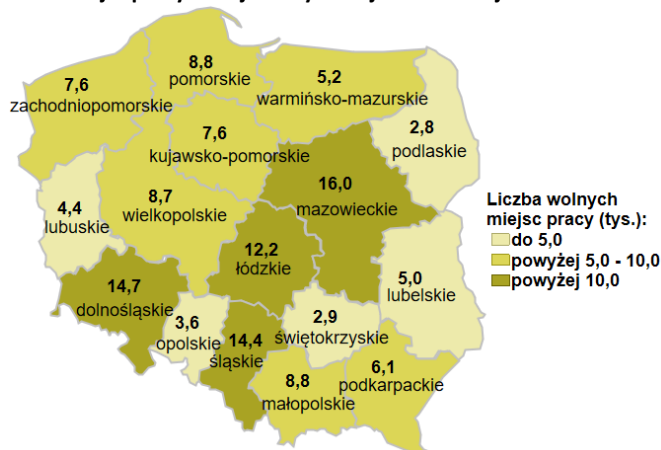 8,8
pomorskie
7,6
zachodniopomorskie
5,2
warmińsko-mazurskie
2,8
podlaskie
7,6
kujawsko-pomorskie
16,0
mazowieckie
4,4
lubuskie
8,7
wielkopolskie
12,2
łódzkie
14,7
dolnośląskie
5,0
lubelskie
3,6
opolskie
14,4
śląskie
2,9
świętokrzyskie
8,8
małopolskie
6,1
podkarpackie
Liczba wolnych
miejsc pracy (tys.):
do 5,0
powyżej 5,0 - 10,0
powyżej 10,0